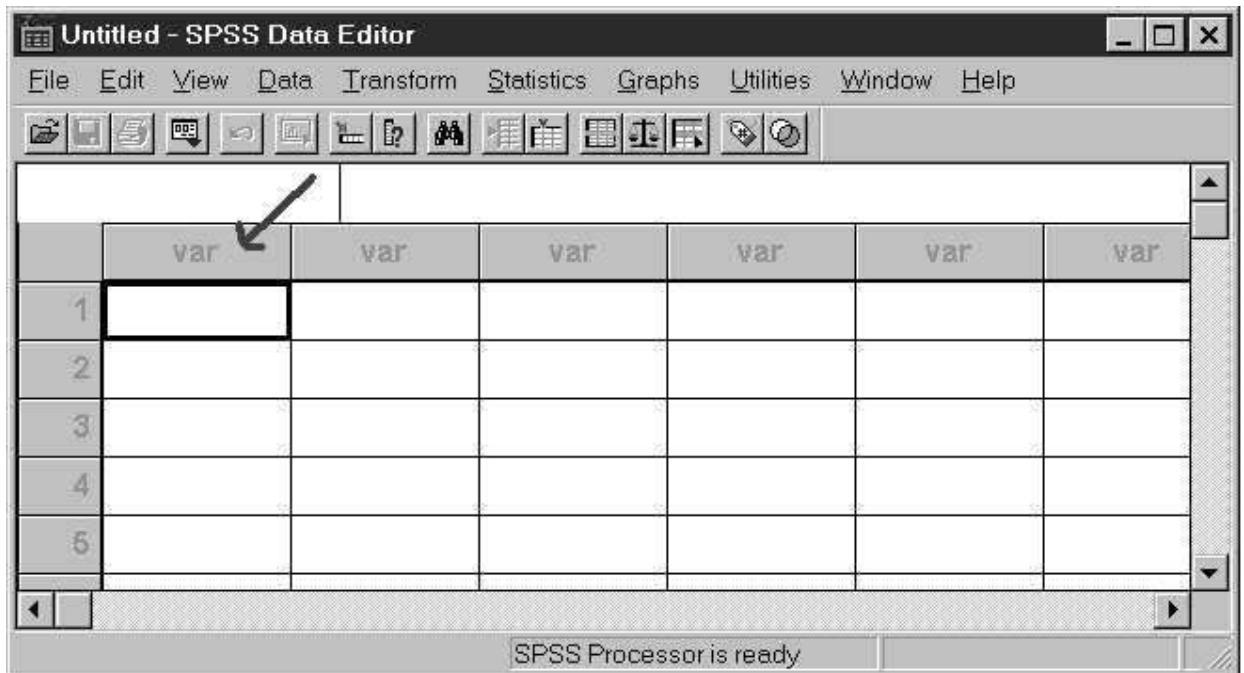 Untitled - SPSS Data Editor
File Edit View Data Transform Statistics Graphs Utilities Window Help
var var var var var var
1
2
3
4
5
SPSS Processor is ready